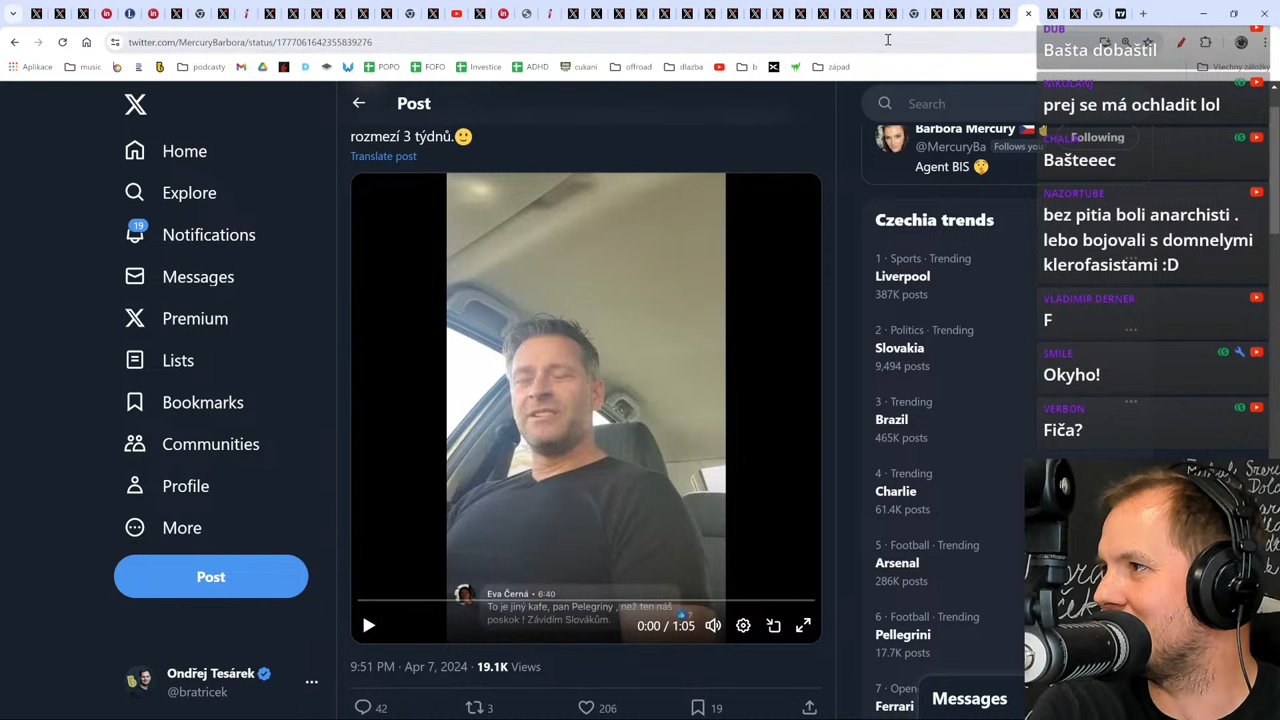 twitter.com/MercuryBarbora/status/1777061642355839276
Aplikace
music
podcasty
POPO
FOFO
Investice
ADHD
cukani
offroad
dlazba
b
západ
Všechny záložky
Home
Explore
19
Notifications
Messages
Premium
Lists
Bookmarks
Communities
Profile
More
Post
Ondřej Tesárek
@bratricek
Post
rozmezí 3 týdnů.🙂
Translate post
Eva Černá • 6:40
To je jiný kafe, pan Pelegriny , než ten náš
poskok ! Závidím Slovákům.
0:00 / 1:05
9:51 PM · Apr 7, 2024 · 19.1K Views
42
3
206
19
Search
Barbora Mercury
@MercuryBa
Follows you
Following
Agent BIS
Czechia trends
1 · Sports · Trending
Liverpool
387K posts
2 · Politics · Trending
Slovakia
9,494 posts
3 · Trending
Brazil
465K posts
4 · Trending
Charlie
61.4K posts
5 · Football · Trending
Arsenal
286K posts
6 · Football · Trending
Pellegrini
17.7K posts
7 · Open
Ferrari
Messages
DUB
Bašta dobaštil
NIKOLANJ
prej se má ochladit lol
Bašteeec
NAZORTUBE
bez pitia boli anarchisti .
lebo bojovali s domnelymi
klerofasistami :D
VLADIMÍR DERNER
F
SMILE
Okyho!
VERBON
Fiča?